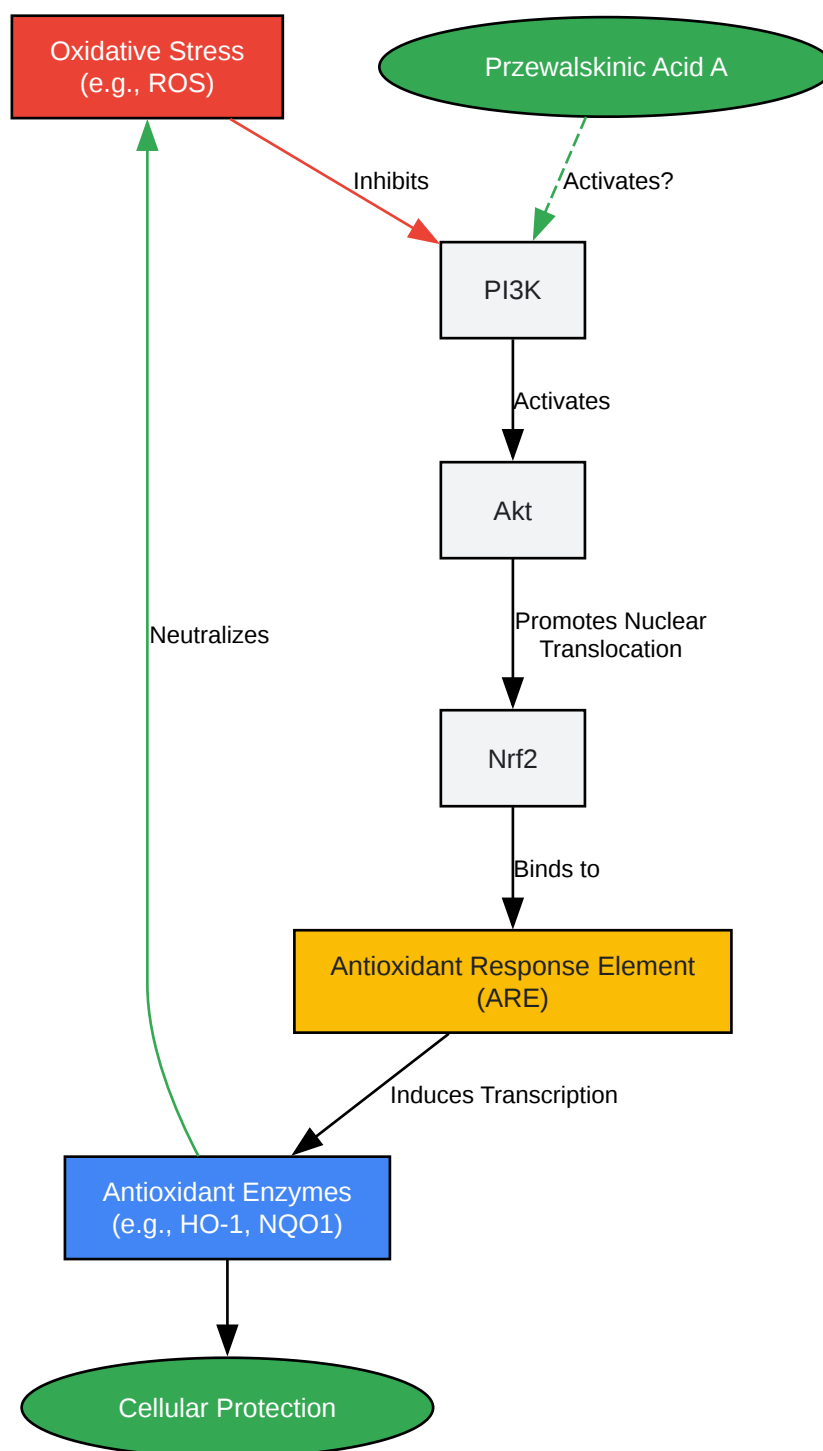 Oxidative Stress
(e.g., ROS)
Przewalskinic Acid A
Inhibits
Activates?
PI3K
Activates
Akt
Promotes Nuclear
Translocation
Neutralizes
Nrf2
Binds to
Antioxidant Response Element
(ARE)
Induces Transcription
Antioxidant Enzymes
(e.g., HO-1, NQO1)
Cellular Protection